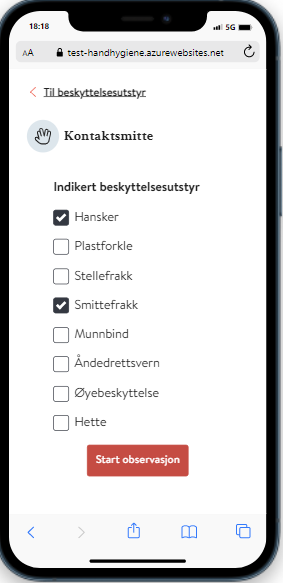 18:18
5G
AA test-handhygiene.azurewebsites.net
Til beskyttelsesutstyr
Kontaktsmitte
Indikert beskyttelsesutstyr
Hansker
Plastforkle
Stellefrakk
Smittefrakk
Munnbind
Åndedrettsvern
Øyebeskyttelse
Hette
Start observasjon